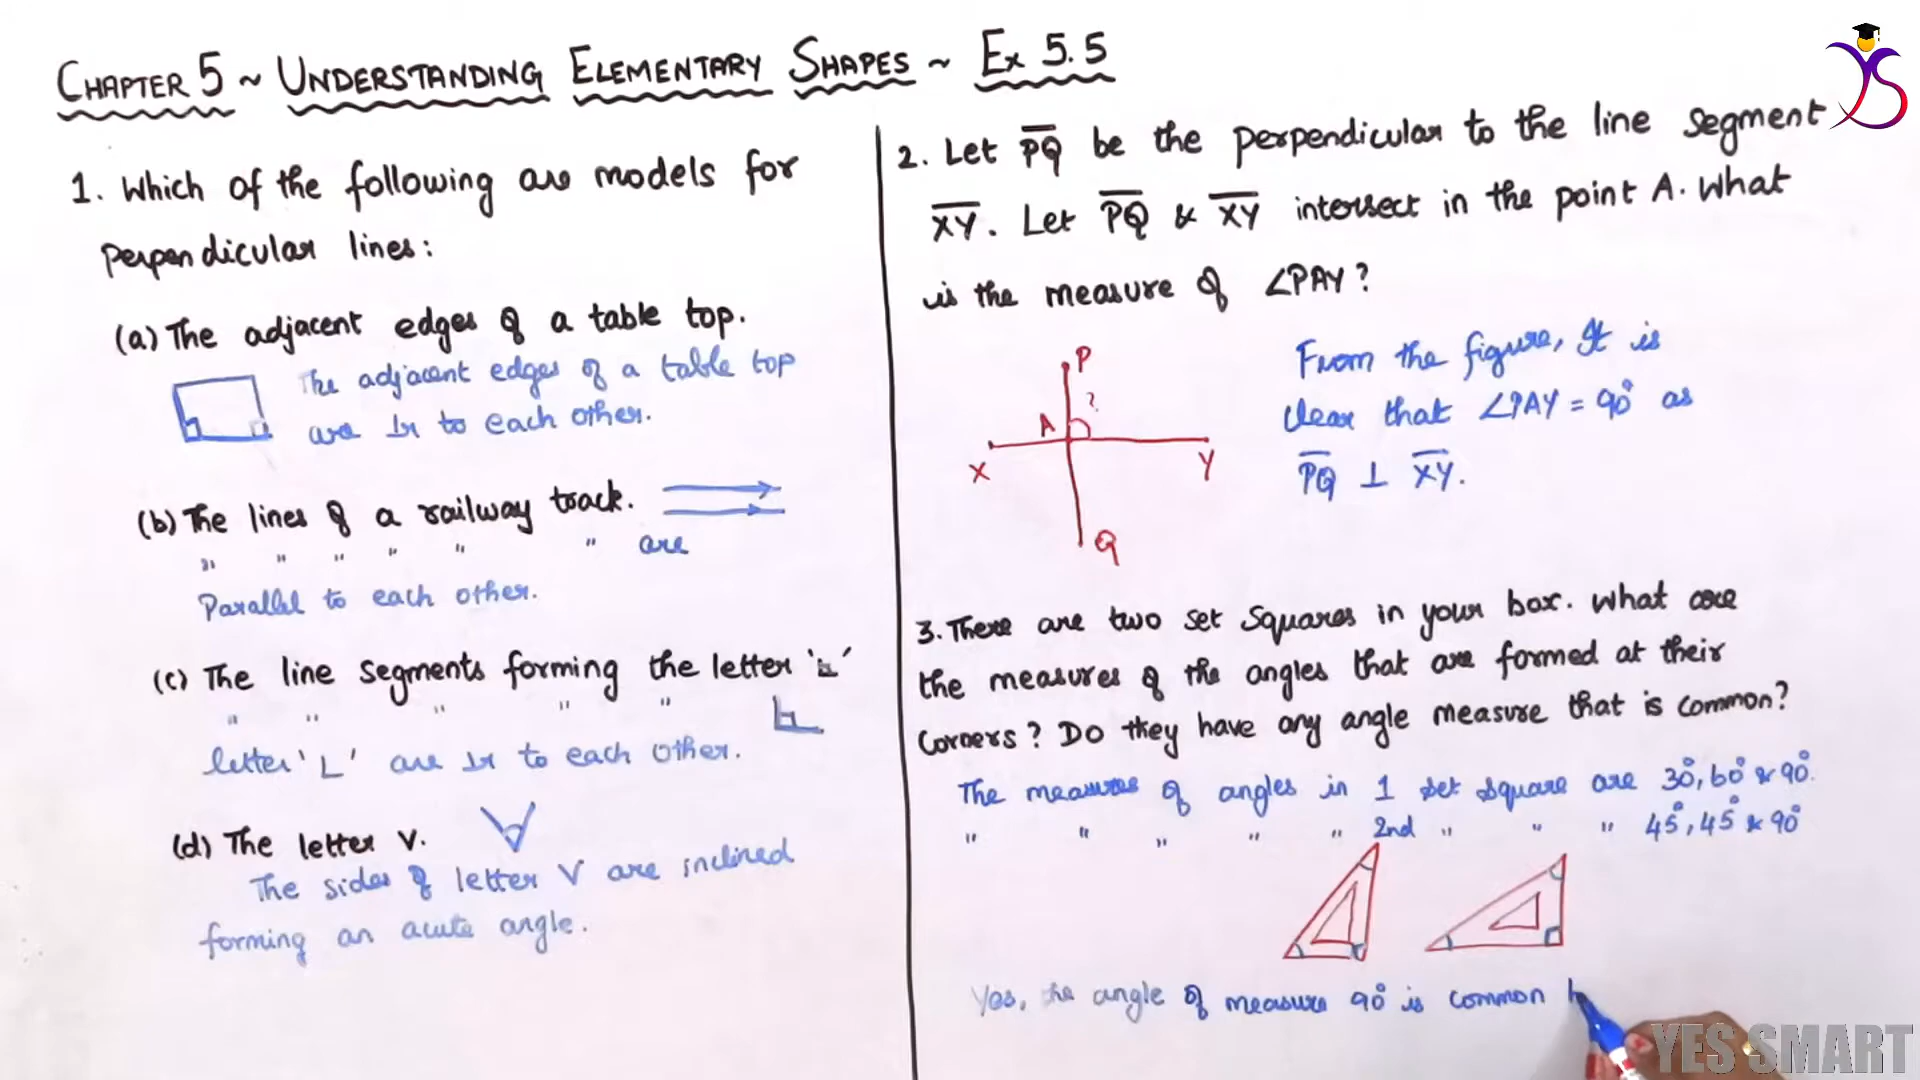 CHAPTER 5 ~ UNDERSTANDING ELEMENTARY SHAPES ~ Ex 5.5
1. Which of the following are models for
perpendicular lines:
(a) The adjacent edges of a table top.
The adjacent edges of a table top
are ⊥r to each other.
(b) The lines of a railway track.
" " " " " " are
Parallel to each other.
(c) The line segments forming the letter 'L'
" " " " "
letter 'L' are ⊥r to each other.
(d) The letter V.
The sides of letter V are inclined
forming an acute angle.
2. Let P̅Q̅ be the perpendicular to the line segment
X̅Y̅. Let P̅Q̅ & X̅Y̅ intersect in the point A. What
is the measure of ∠PAY?
P
?
A
X
Y
Q
From the figure, It is
clear that ∠PAY = 90° as
P̅Q̅ ⊥ X̅Y̅.
3. There are two set squares in your box. What are
the measures of the angles that are formed at their
corners? Do they have any angle measure that is common?
The measures of angles in 1 set square are 30°, 60° & 90°.
" " " " " 2nd " " " 45°, 45° & 90°
Yes, the angle of measure 90° is common
YS
YES SMART